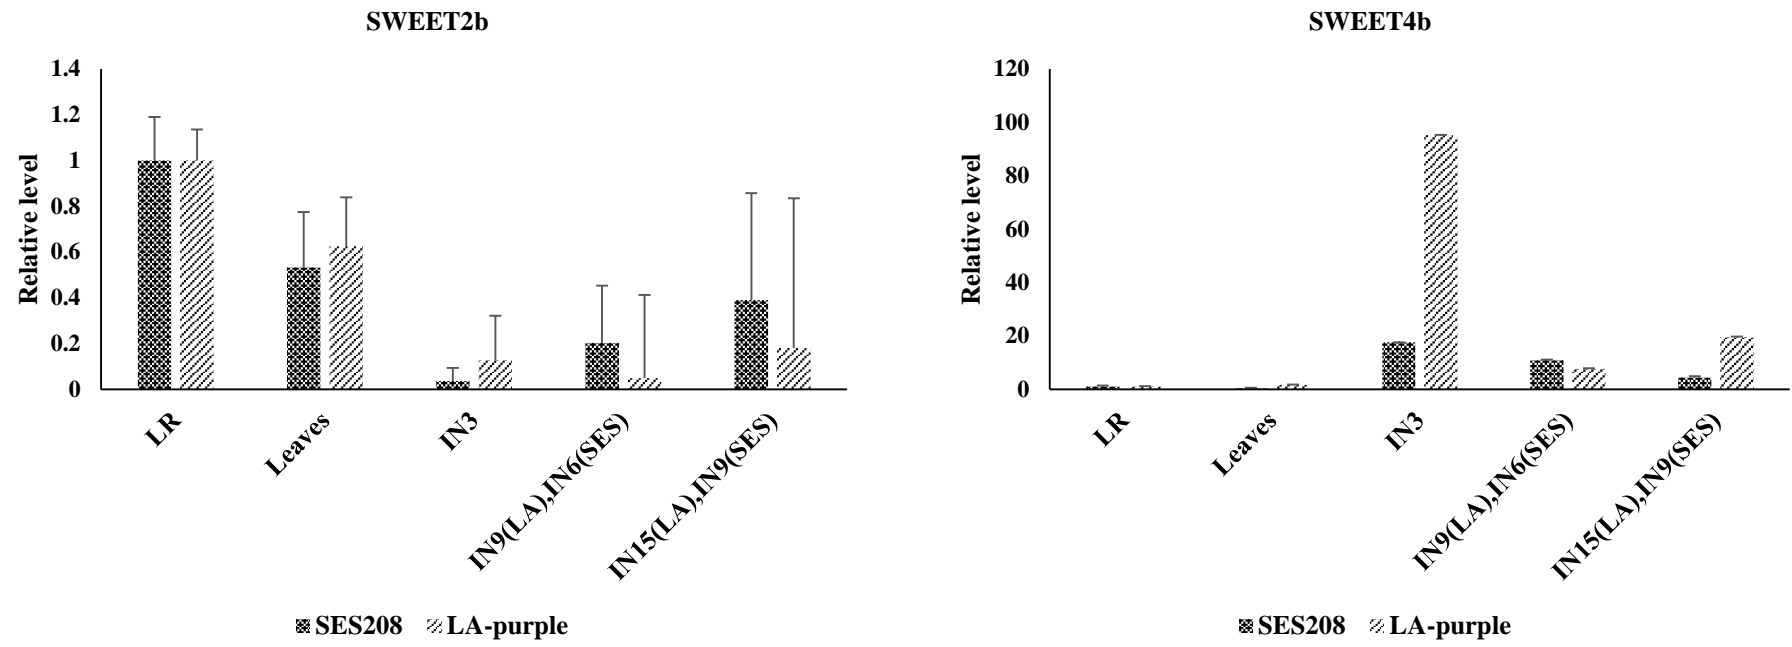 SWEET2b
Relative level
1.4
1.2
1
0.8
0.6
0.4
0.2
0
LR
Leaves
IN3
IN9(LA),IN6(SES)
IN15(LA),IN9(SES)
SES208 LA-purple
SWEET4b
Relative level
120
100
80
60
40
20
0
LR
Leaves
IN3
IN9(LA),IN6(SES)
IN15(LA),IN9(SES)
SES208 LA-purple